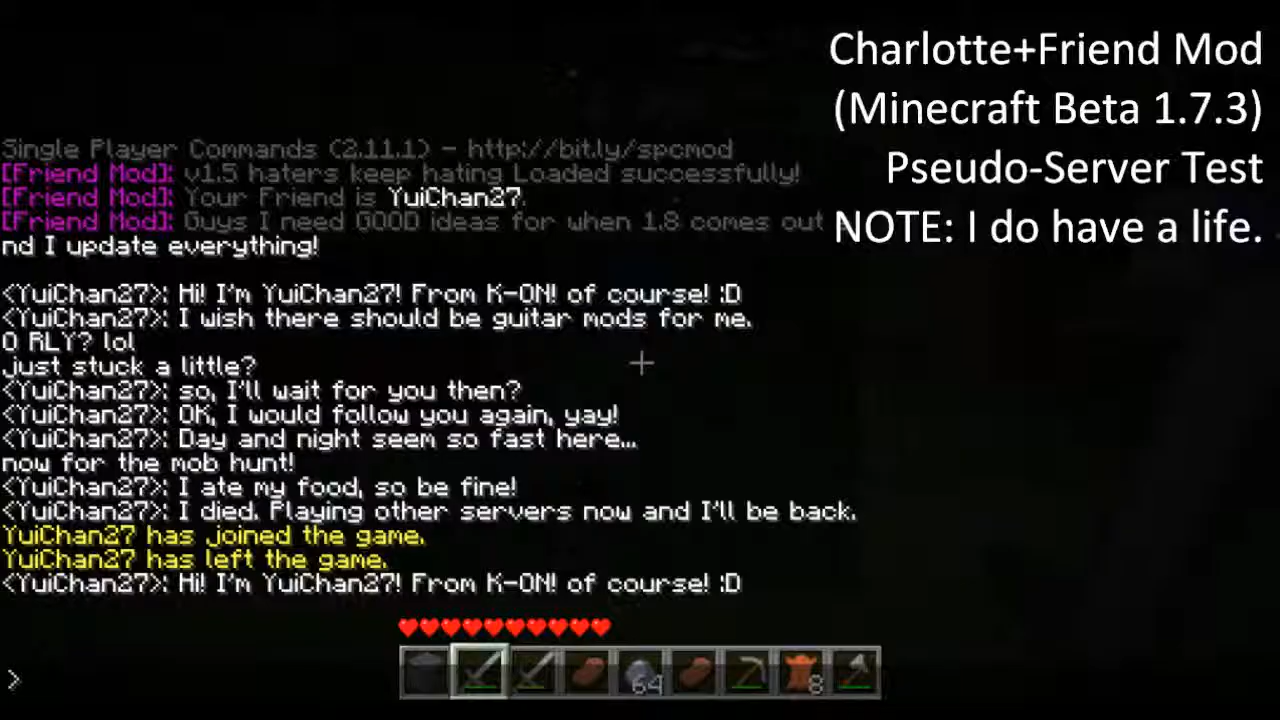 Charlotte+Friend Mod
(Minecraft Beta 1.7.3)
Pseudo-Server Test
NOTE: I do have a life.
Single Player Commands (2.11.1) - http://bit.ly/spcmod
[Friend Mod]: v1.5 haters keep hating Loaded successfully!
[Friend Mod]: Your Friend is YuiChan27.
[Friend Mod]: Guys I need GOOD ideas for when 1.8 comes out
nd I update everything!
<YuiChan27>: Hi! I'm YuiChan27! From K-ON! of course! :D
<YuiChan27>: I wish there should be guitar mods for me.
O RLY? lol
just stuck a little?
<YuiChan27>: so, I'll wait for you then?
<YuiChan27>: OK, I would follow you again, yay!
<YuiChan27>: Day and night seem so fast here...
now for the mob hunt!
<YuiChan27>: I ate my food, so be fine!
<YuiChan27>: I died. Playing other servers now and I'll be back.
YuiChan27 has joined the game.
YuiChan27 has left the game.
<YuiChan27>: Hi! I'm YuiChan27! From K-ON! of course! :D
64
8
>